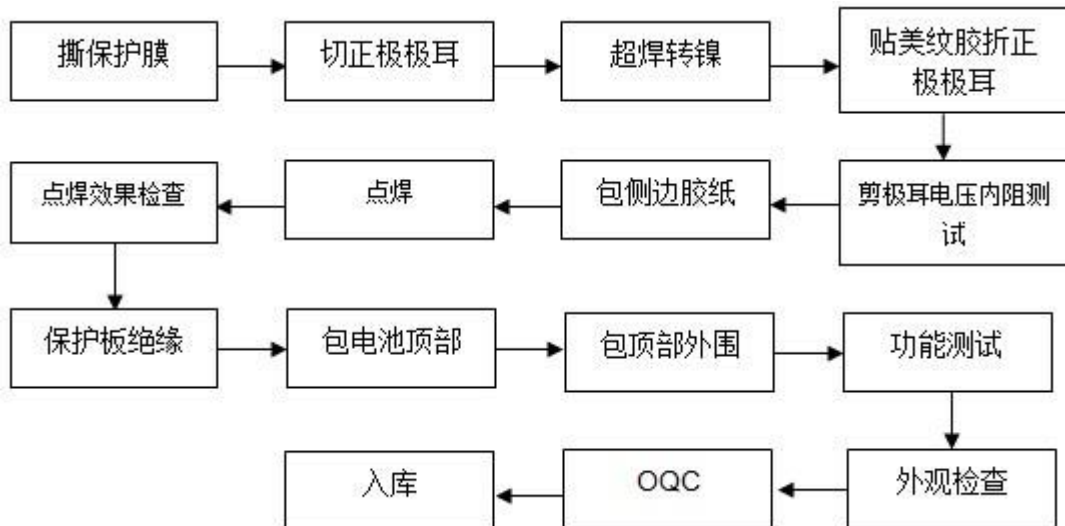 撕保护膜
切正极极耳
超焊转镍
贴美纹胶折正
极极耳
剪极耳电压内阻测
试
包侧边胶纸
点焊
点焊效果检查
保护板绝缘
包电池顶部
包顶部外围
功能测试
外观检查
OQC
入库